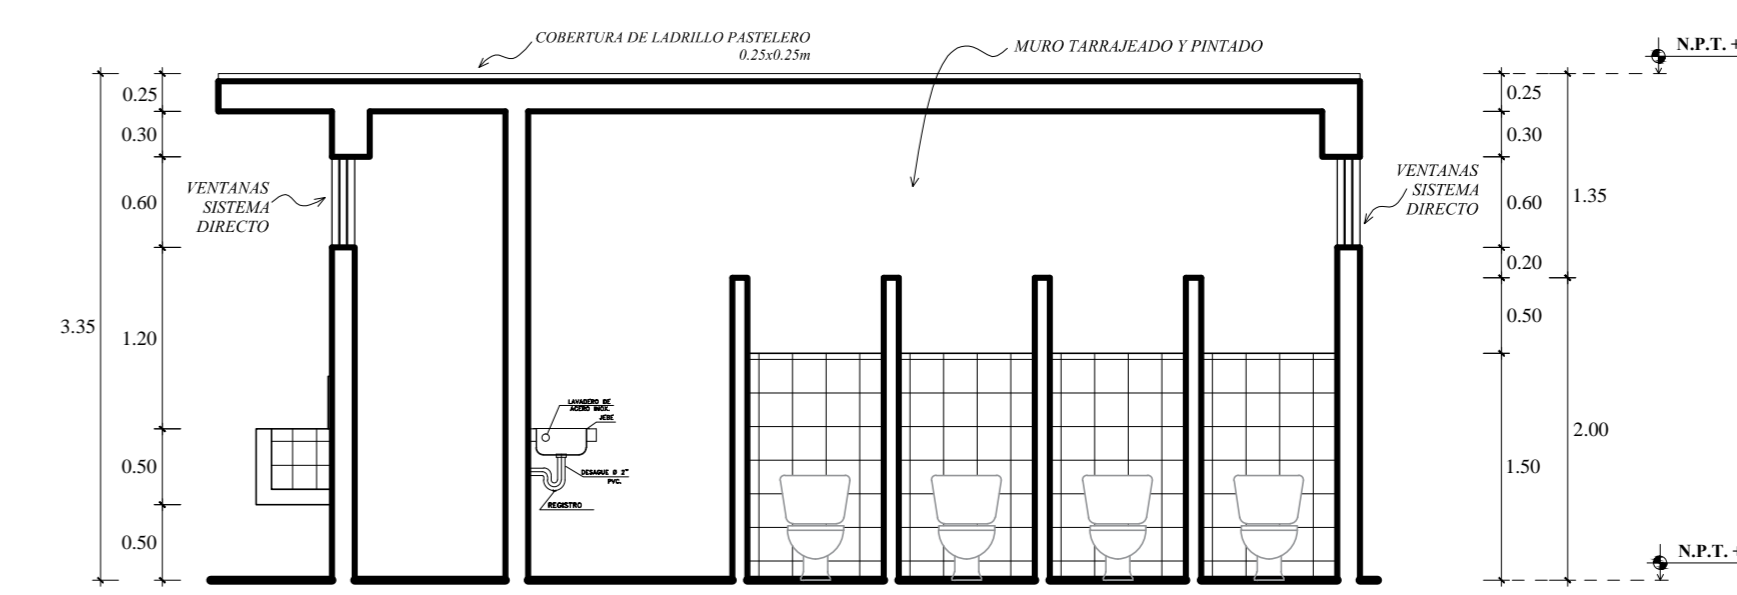 COBERTURA DE LADRILLO PASTELERO
0.25x0.25m
MURO TARRAJEADO Y PINTADO
N.P.T. +
0.25
0.30
0.60
1.20
0.50
0.50
3.35
VENTANAS
SISTEMA
DIRECTO
LAVADERO DE
ACERO INOX.
JEBE
DESAGUE Ø 2"
PVC.
REGISTRO
VENTANAS
SISTEMA
DIRECTO
0.25
0.30
0.60
0.20
0.50
1.50
1.35
2.00
N.P.T. +